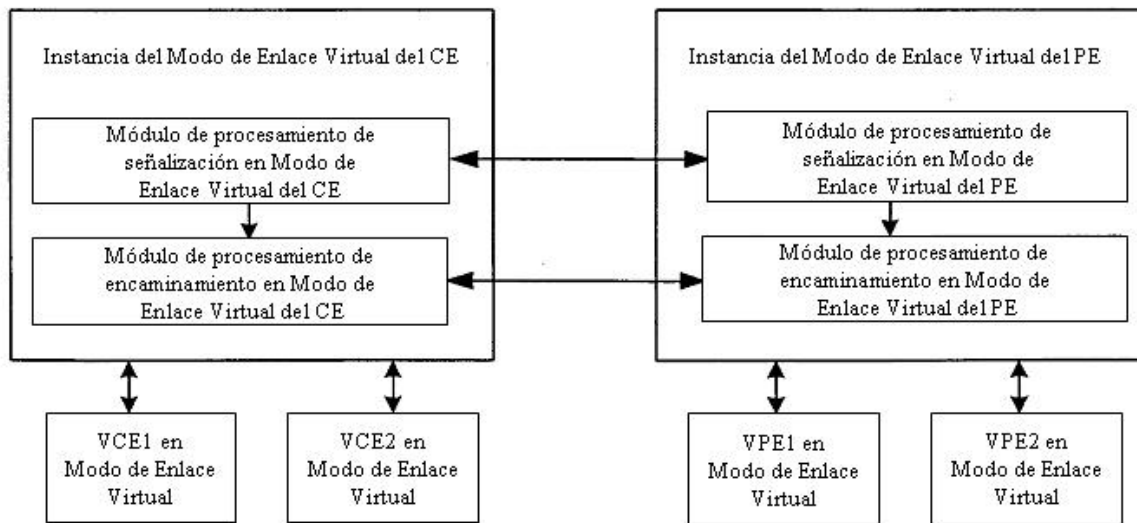 Instancia del Modo de Enlace Virtual del CE
Módulo de procesamiento de
señalización en Modo de
Enlace Virtual del CE
Módulo de procesamiento de
encaminamiento en Modo de
Enlace Virtual del CE
VCE1 en
Modo de Enlace
Virtual
VCE2 en
Modo de Enlace
Virtual
Instancia del Modo de Enlace Virtual del PE
Módulo de procesamiento de
señalización en Modo de
Enlace Virtual del PE
Módulo de procesamiento de
encaminamiento en Modo de
Enlace Virtual del PE
VPE1 en
Modo de Enlace
Virtual
VPE2 en
Modo de Enlace
Virtual